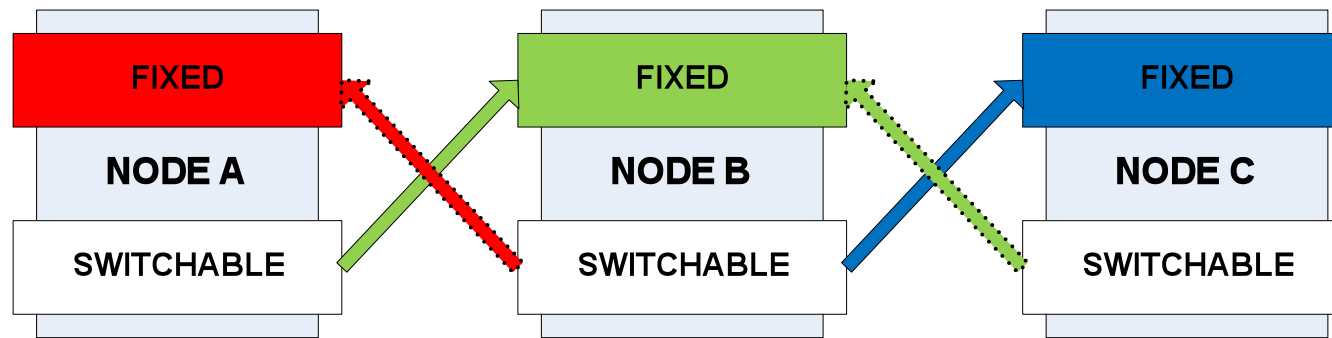 FIXED
FIXED
FIXED
NODE A
NODE B
NODE C
SWITCHABLE
SWITCHABLE
SWITCHABLE